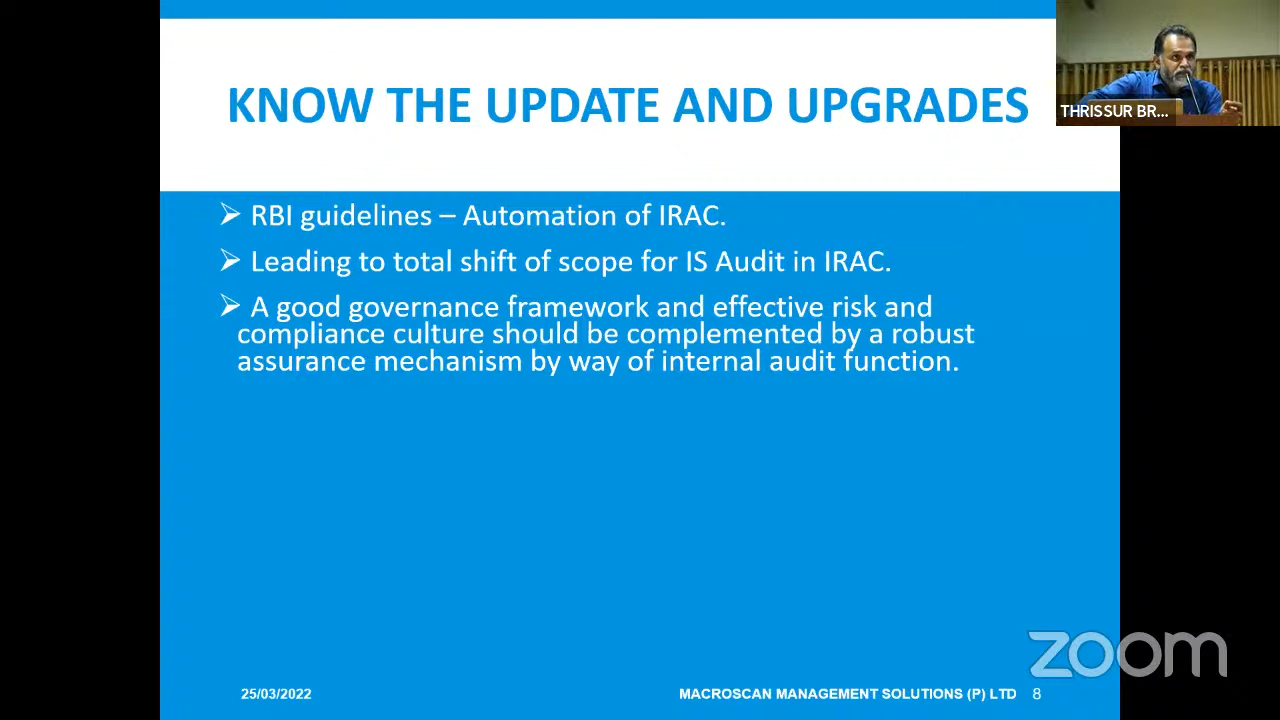 KNOW THE UPDATE AND UPGRADES
THRISSUR BR...
➢ RBI guidelines – Automation of IRAC.
➢ Leading to total shift of scope for IS Audit in IRAC.
➢ A good governance framework and effective risk and
compliance culture should be complemented by a robust
assurance mechanism by way of internal audit function.
zoom
25/03/2022 MACROSCAN MANAGEMENT SOLUTIONS (P) LTD 8